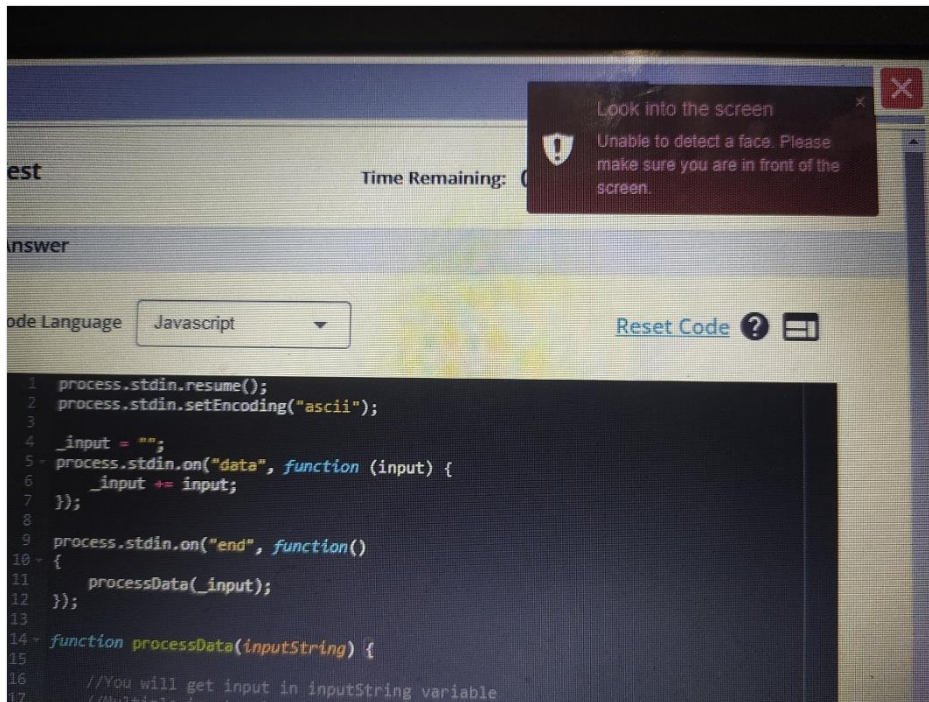 Look into the screen
×
Unable to detect a face. Please
make sure you are in front of the
screen.
est
Time Remaining:
Answer
ode Language
Javascript
Reset Code
?
1 process.stdin.resume();
2 process.stdin.setEncoding("ascii");
3
4 _input = "";
5 process.stdin.on("data", function (input) {
6 _input += input;
7 });
8
9 process.stdin.on("end", function()
10 {
11 processData(_input);
12 });
13
14 function processData(inputString) {
15
16 //You will get input in inputString variable
17